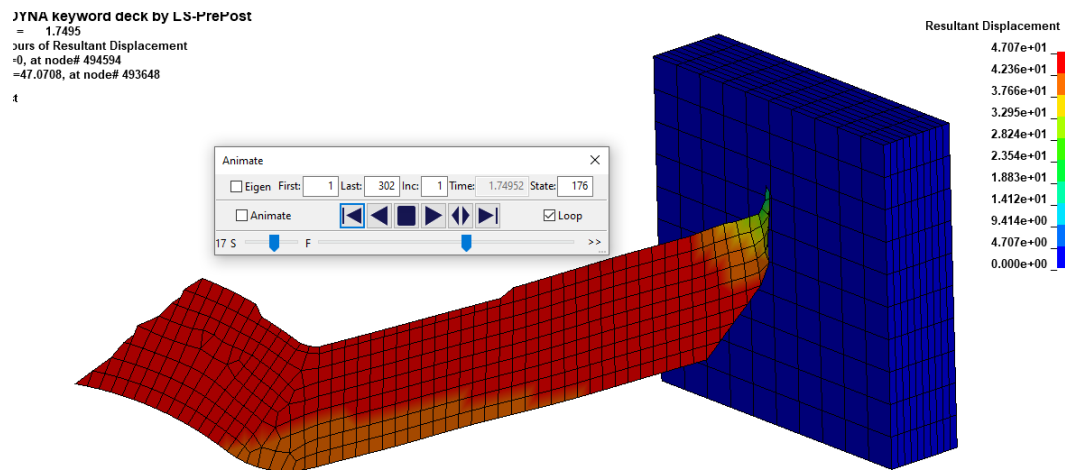 DYNA keyword deck by LS-PrePost
= 1.7495
ours of Resultant Displacement
=0, at node# 494594
=47.0708, at node# 493648
st
Resultant Displacement
4.707e+01
4.236e+01
3.766e+01
3.295e+01
2.824e+01
2.354e+01
1.883e+01
1.412e+01
9.414e+00
4.707e+00
0.000e+00
Animate
Eigen First: 1 Last: 302 Inc: 1 Time: 1.74952 State: 176
Animate Loop
17 S F >>